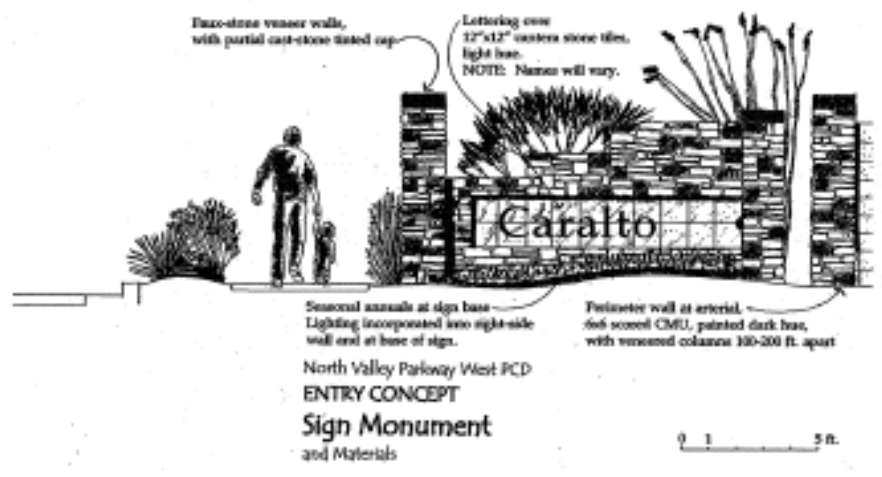 Faux-stone veneer walls,
with partial cast-stone tinted cap
Lettering over
12"x12" cantera stone tiles,
light hue.
NOTE: Names will vary.
Caralto
Seasonal annuals at sign base
Lighting incorporated into right-side
wall and at base of sign.
Perimeter wall at arterial,
6x6 scored CMU, painted dark hue,
with veneered columns 100-200 ft. apart
North Valley Parkway West PCD
ENTRY CONCEPT
Sign Monument
and Materials
0 1 5 ft.